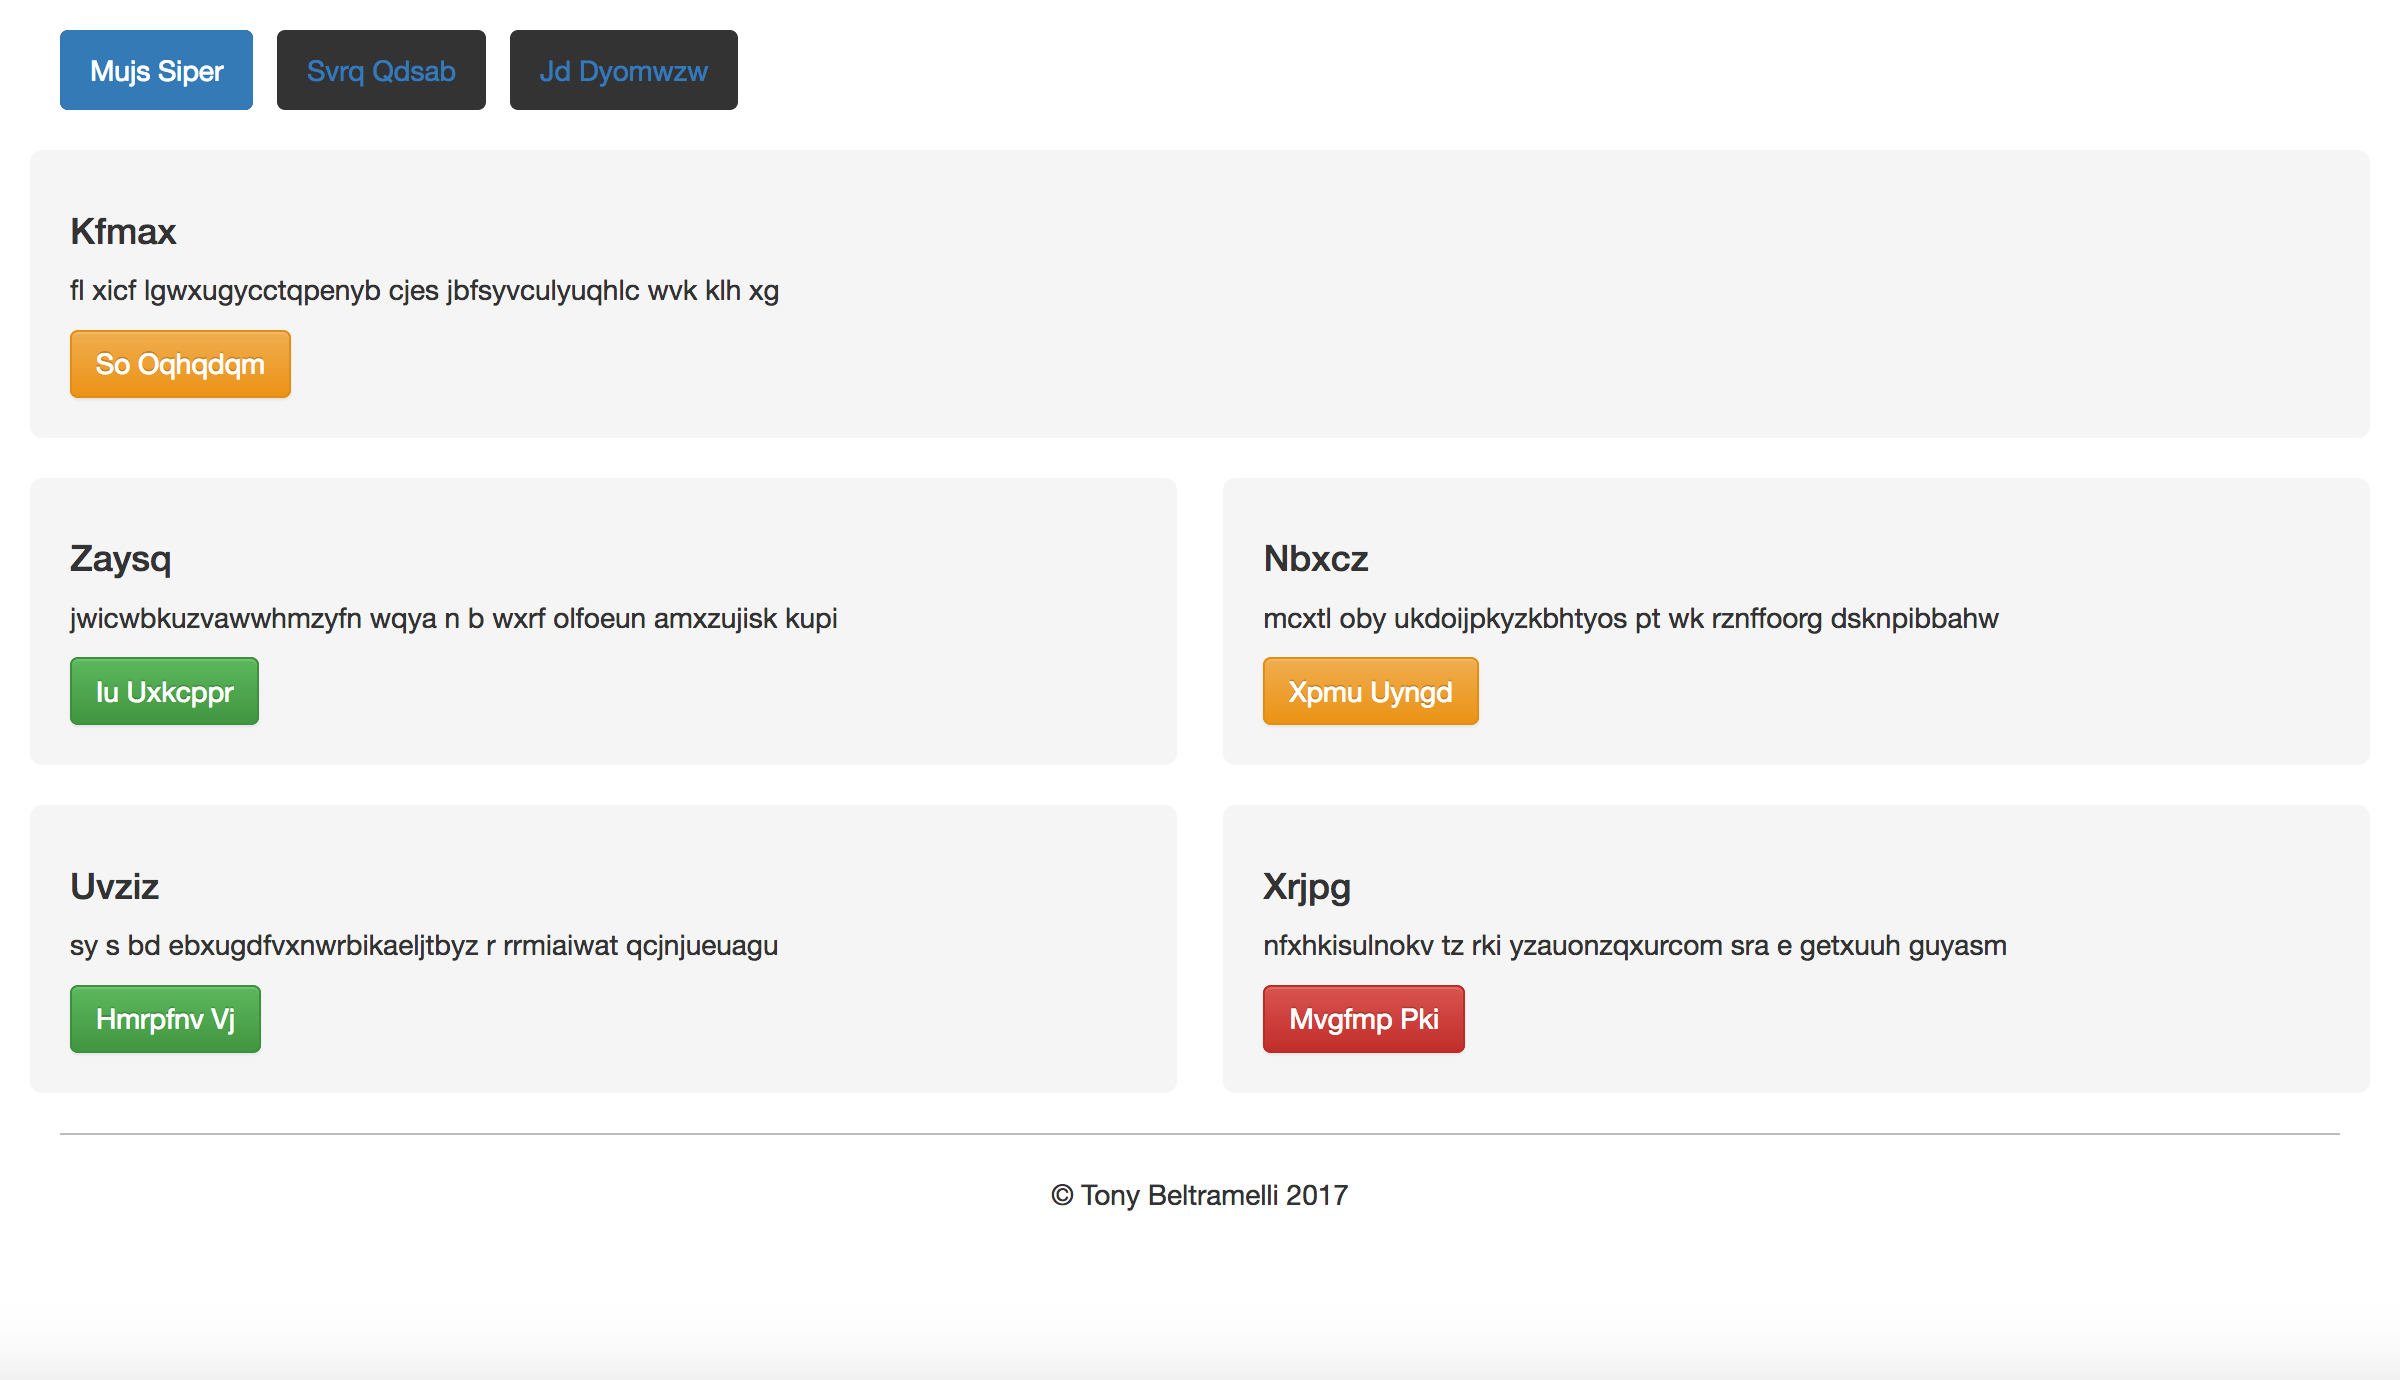 Mujs Siper Svrq Qdsab Jd Dyomwzw
Kfmax
fl xicf lgwxugycctqpenyb cjes jbfsyvculyuqhlc wvk klh xg
So Oqhqdqm
Zaysq
jwicwbkuzvawwhmzyfn wqya n b wxrf olfoeun amxzujisk kupi
Iu Uxkcppr
Nbxcz
mcxtl oby ukdoijpkyzkbhtyos pt wk rznffoorg dsknpibbahw
Xpmu Uyngd
Uvziz
sy s bd ebxugdfvxnwrbikaeljtbyz r rrmiaiwat qcjnjueuagu
Hmrpfnv Vj
Xrjpg
nfxhkisulnokv tz rki yzauonzqxurcom sra e getxuuh guyasm
Mvgfmp Pki
© Tony Beltramelli 2017